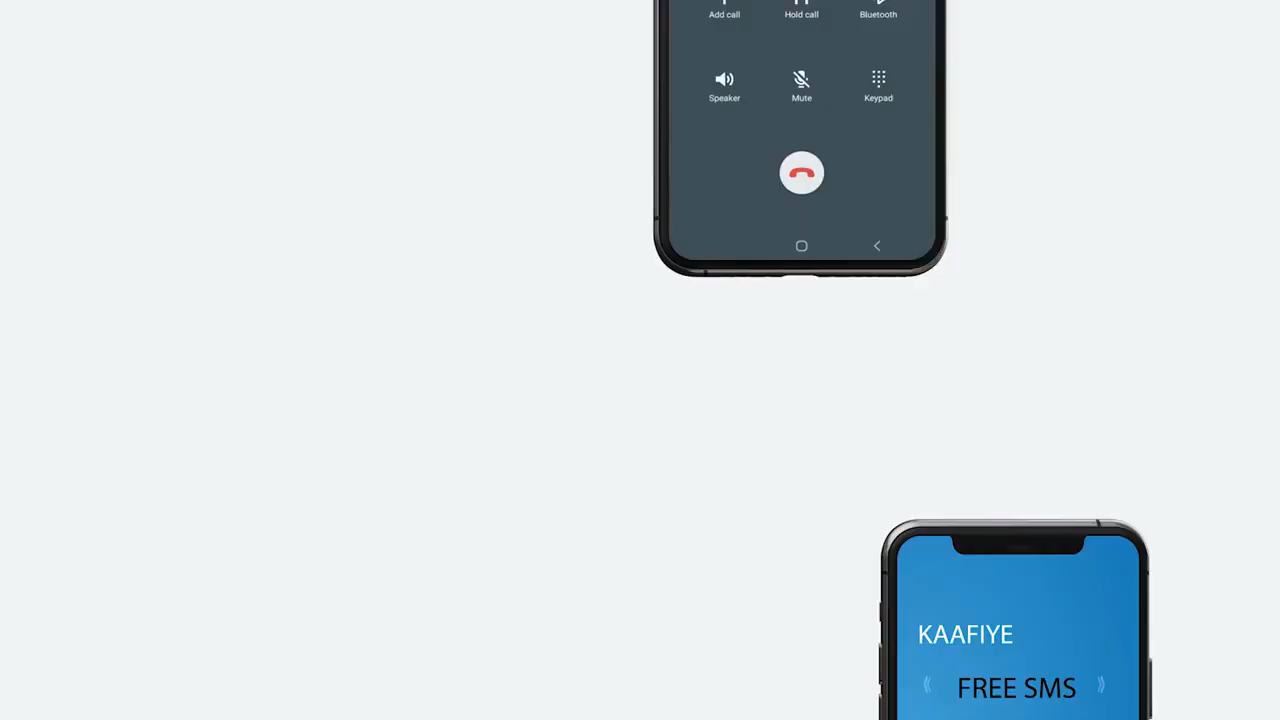 Add call Hold call Bluetooth
Speaker Mute Keypad
KAAFIYE
FREE SMS